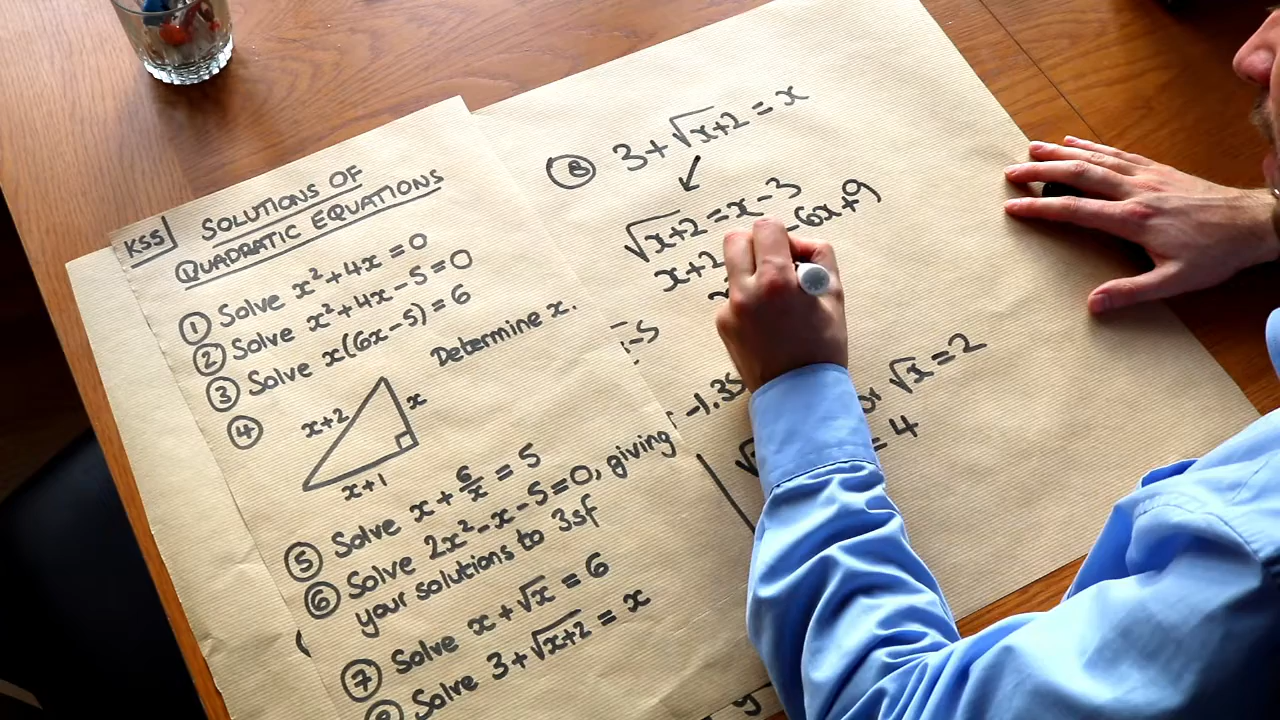 KS5
SOLUTIONS OF
QUADRATIC EQUATIONS
① Solve x²+4x=0
② Solve x²+4x-5=0
③ Solve x(6x-5)=6
④ Determine x.
x+2
x
x+1
⑤ Solve x+6/x=5
⑥ Solve 2x²-x-5=0, giving
your solutions to 3sf
⑦ Solve x+√x=6
Solve 3+√(x+2)=x
⑧ 3+√(x+2)=x
√(x+2)=x-3
x+2 -6x+9
-5
-1.35
or √x=2
=4